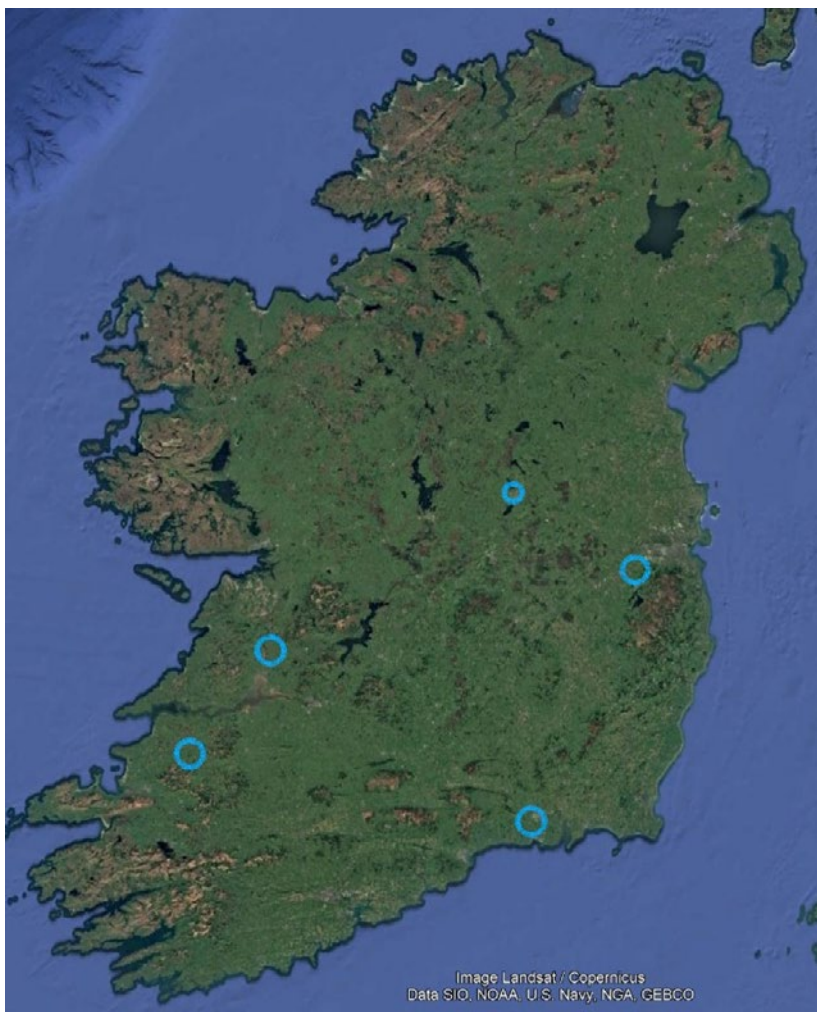 Image Landsat / Copernicus
Data SIO, NOAA, U.S. Navy, NGA, GEBCO